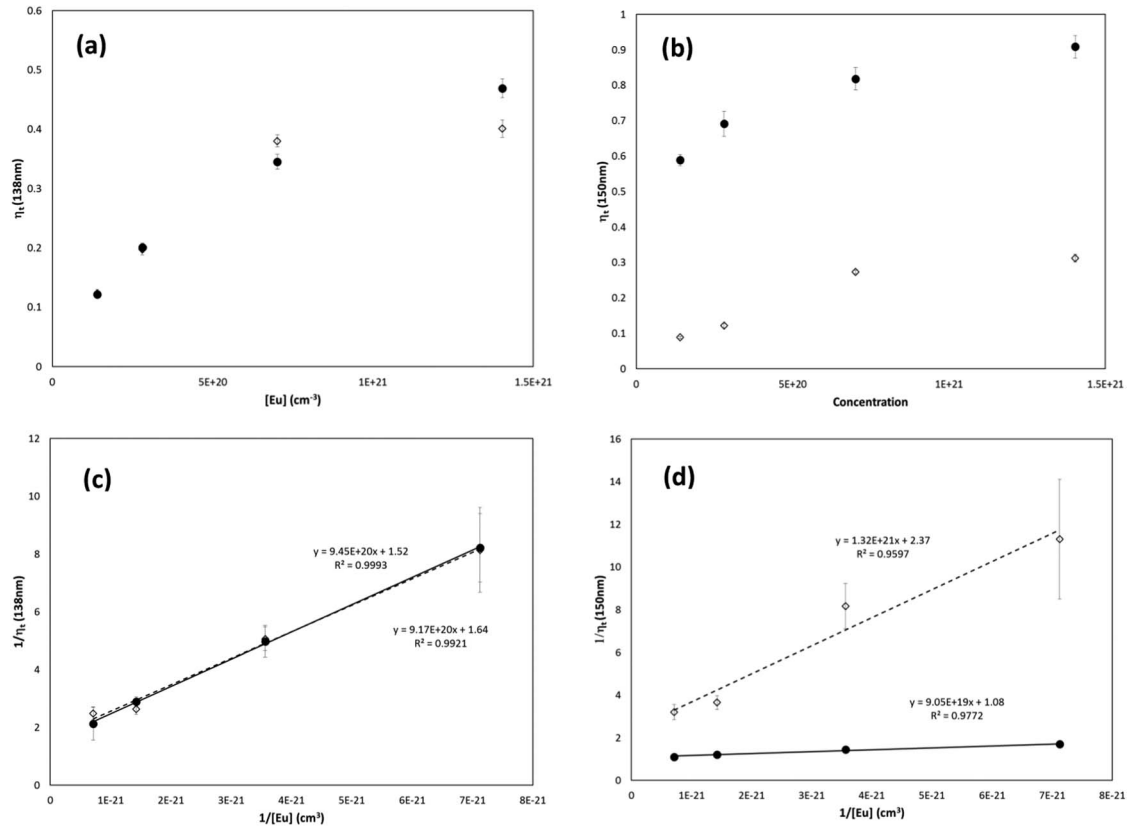 (a)
0.6
0.5
0.4
0.3
0.2
0.1
0
ηt (138nm)
0 5E+20 1E+21 1.5E+21
[Eu] (cm-3)
(b)
1
0.9
0.8
0.7
0.6
0.5
0.4
0.3
0.2
0.1
0
ηt (150nm)
0 5E+20 1E+21 1.5E+21
Concentration
(c)
12
10
8
6
4
2
0
1/ηt (138nm)
y = 9.45E+20x + 1.52
R² = 0.9993
y = 9.17E+20x + 1.64
R² = 0.9921
0 1E-21 2E-21 3E-21 4E-21 5E-21 6E-21 7E-21 8E-21
1/[Eu] (cm³)
(d)
16
14
12
10
8
6
4
2
0
1/ηt (150nm)
y = 1.32E+21x + 2.37
R² = 0.9597
y = 9.05E+19x + 1.08
R² = 0.9772
0 1E-21 2E-21 3E-21 4E-21 5E-21 6E-21 7E-21 8E-21
1/[Eu] (cm³)